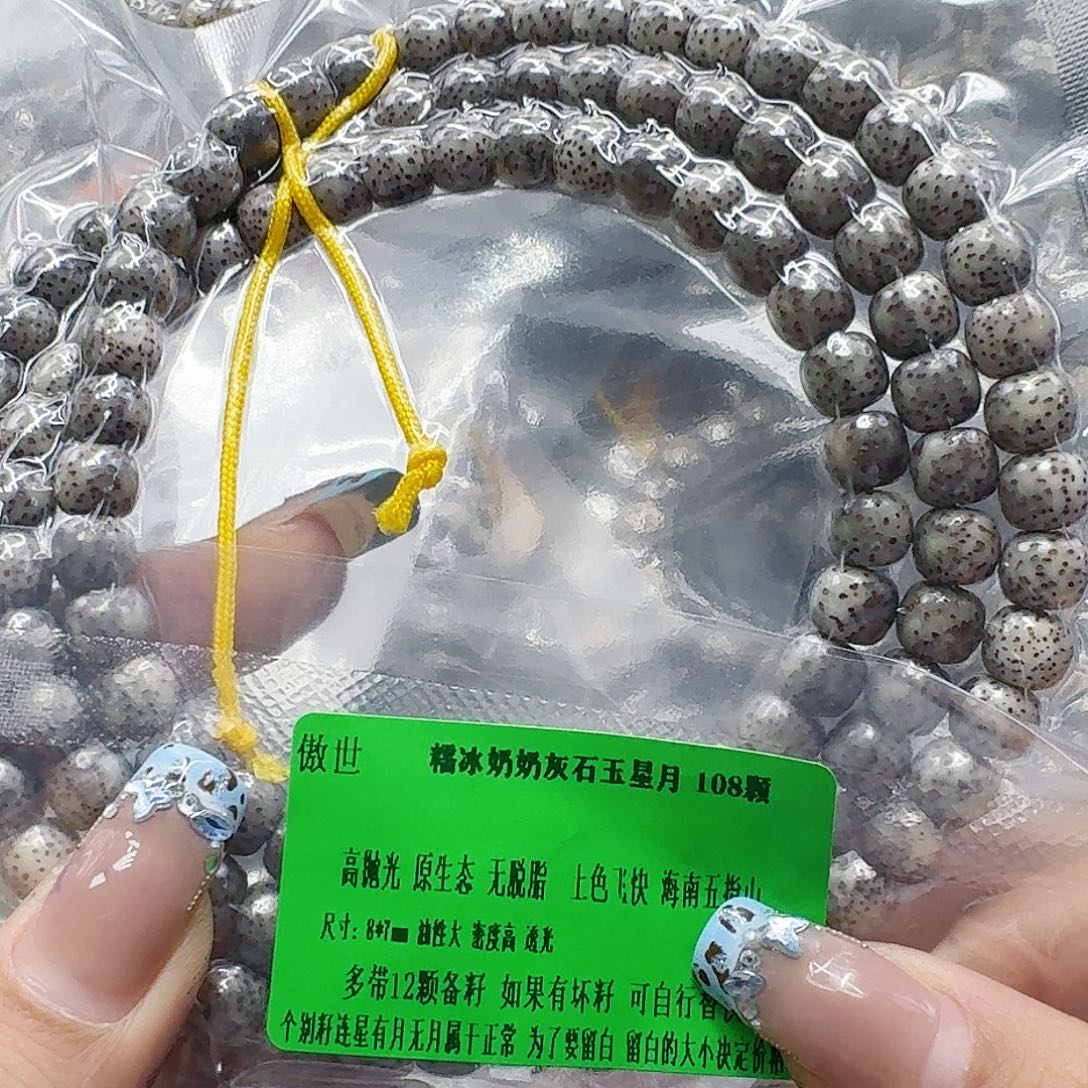 傲世 糯冰奶奶灰石玉星月 108颗
高抛光 原生态 无脱脂 上色飞快 海南五指山
尺寸: 8*7mm 油性大 密度高 透光
多带12颗备籽 如果有坏籽 可自行替
个别籽连星有月无月属于正常 为了要留白 留白的大小决定价格